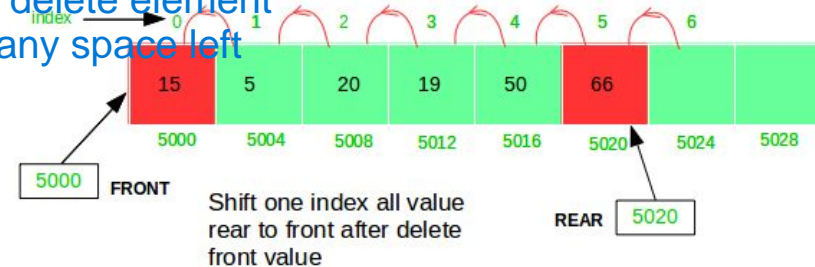 delete element
any space left
index 0 1 2 3 4 5 6
15 5 20 19 50 66
5000 5004 5008 5012 5016 5020 5024 5028
5000 FRONT
Shift one index all value
rear to front after delete
front value
REAR 5020